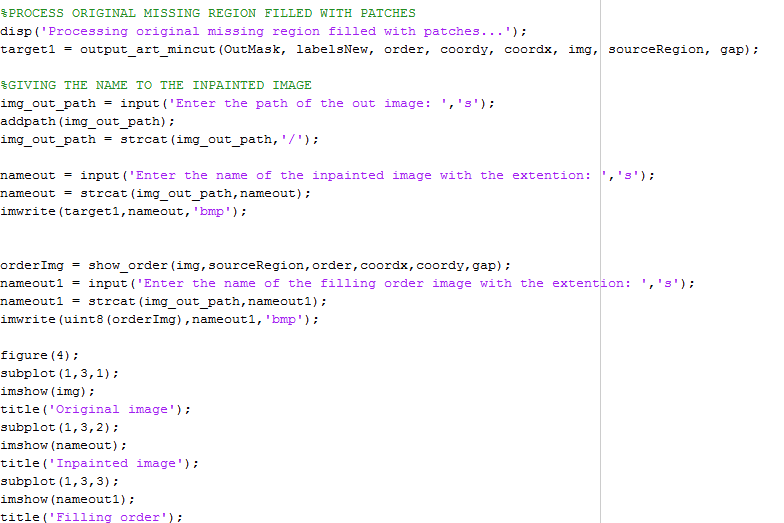 %PROCESS ORIGINAL MISSING REGION FILLED WITH PATCHES
disp('Processing original missing region filled with patches...');
target1 = output_art_mincut(OutMask, labelsNew, order, coordy, coordx, img, sourceRegion, gap);
%GIVING THE NAME TO THE INPAINTED IMAGE
img_out_path = input('Enter the path of the out image: ','s');
addpath(img_out_path);
img_out_path = strcat(img_out_path,'/');
nameout = input('Enter the name of the inpainted image with the extention: ','s');
nameout = strcat(img_out_path,nameout);
imwrite(target1,nameout,'bmp');
orderImg = show_order(img,sourceRegion,order,coordx,coordy,gap);
nameout1 = input('Enter the name of the filling order image with the extention: ','s');
nameout1 = strcat(img_out_path,nameout1);
imwrite(uint8(orderImg),nameout1,'bmp');
figure(4);
subplot(1,3,1);
imshow(img);
title('Original image');
subplot(1,3,2);
imshow(nameout);
title('Inpainted image');
subplot(1,3,3);
imshow(nameout1);
title('Filling order');